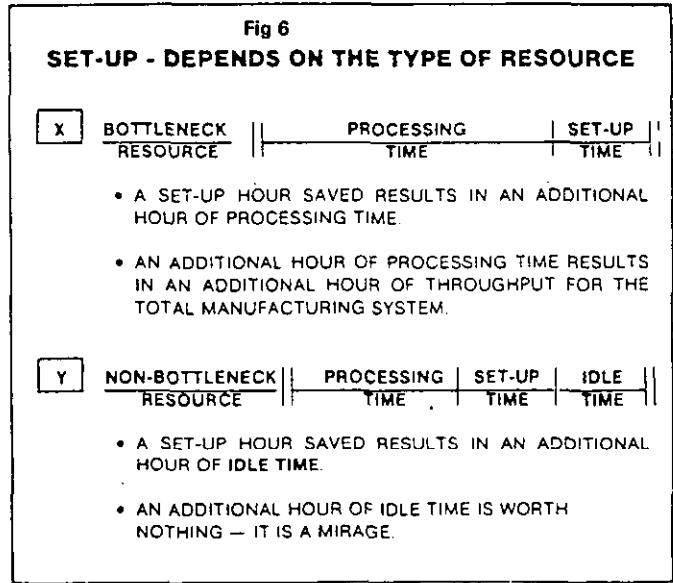 Fig 6
SET-UP - DEPENDS ON THE TYPE OF RESOURCE
X BOTTLENECK PROCESSING SET-UP
RESOURCE TIME TIME
• A SET-UP HOUR SAVED RESULTS IN AN ADDITIONAL
HOUR OF PROCESSING TIME.
• AN ADDITIONAL HOUR OF PROCESSING TIME RESULTS
IN AN ADDITIONAL HOUR OF THROUGHPUT FOR THE
TOTAL MANUFACTURING SYSTEM.
Y NON-BOTTLENECK PROCESSING SET-UP IDLE
RESOURCE TIME TIME TIME
• A SET-UP HOUR SAVED RESULTS IN AN ADDITIONAL
HOUR OF IDLE TIME.
• AN ADDITIONAL HOUR OF IDLE TIME IS WORTH
NOTHING — IT IS A MIRAGE.